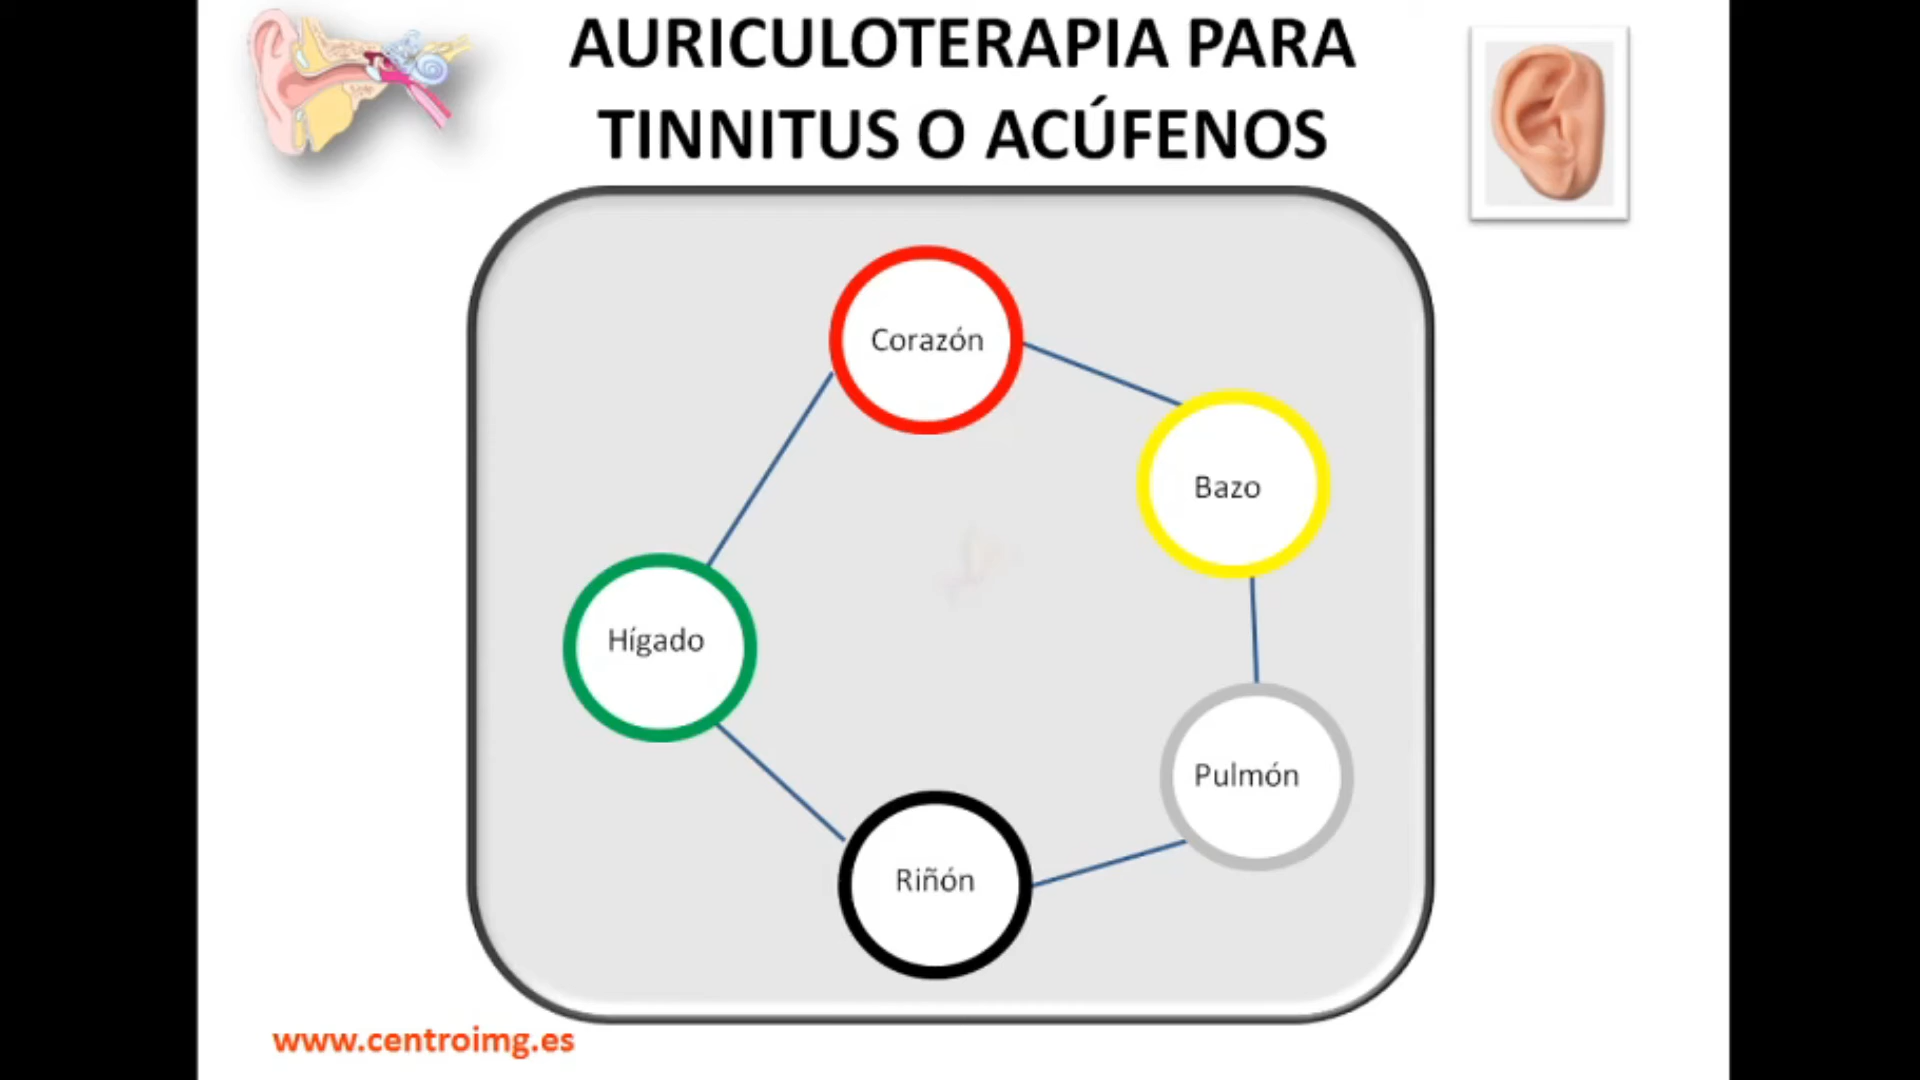 AURICULOTERAPIA PARA
TINNITUS O ACÚFENOS
Corazón
Bazo
Hígado
Pulmón
Riñón
www.centroimg.es